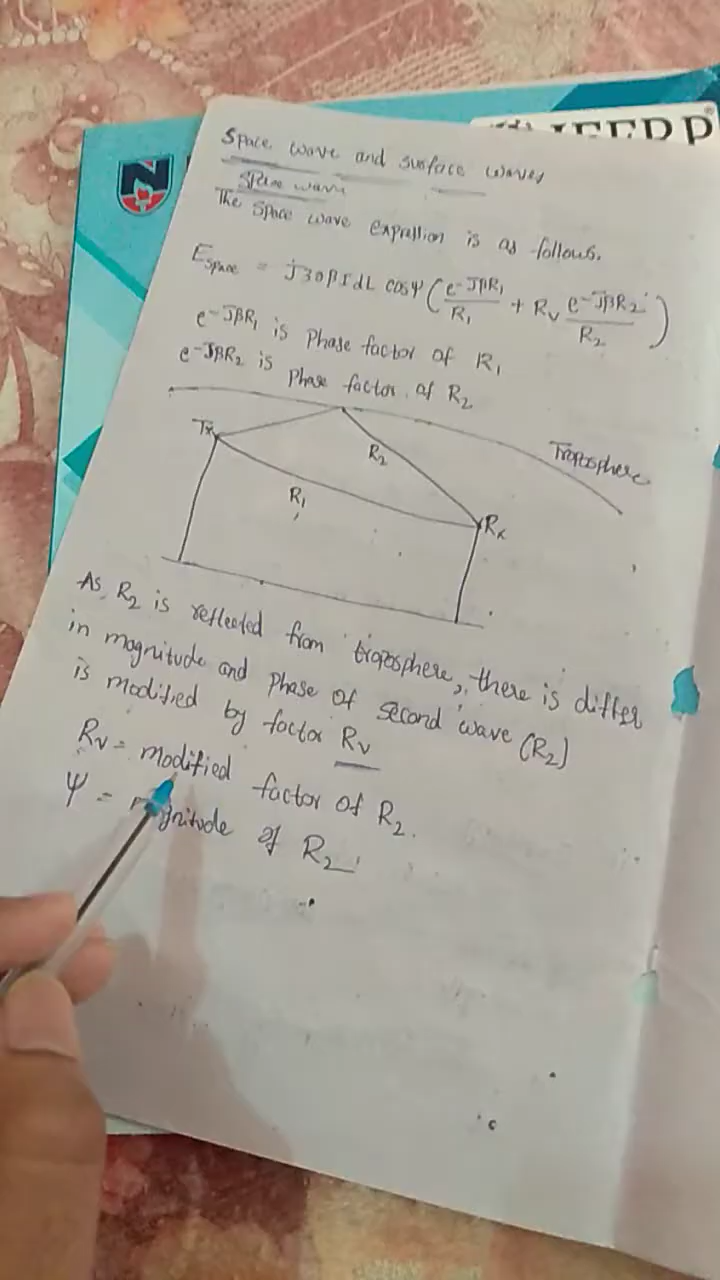 IFERP
N
Space wave and surface waves
Space wave
The space wave expression is as follows.
E_space = j30βIdL cosψ (e^-jβR₁/R₁ + Rᵥ e^-jβR₂/R₂)
e^-jβR₁ is Phase factor of R₁
e^-jβR₂ is Phase factor of R₂
Tx
R₂
Troposphere
R₁
Rx
As R₂ is reflected from troposphere, there is differ
in magnitude and Phase of second wave (R₂)
is modified by factor Rᵥ
Rᵥ = modified factor of R₂.
ψ = magnitude of R₂.